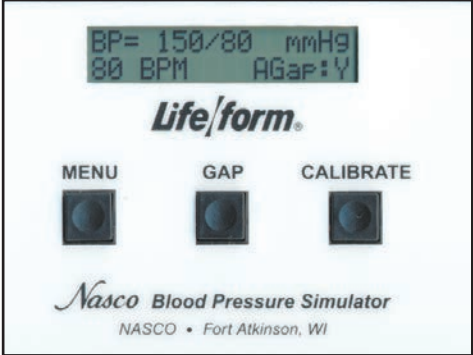 BP= 150/80 mmHg
80 BPM AGap:Y
Life/form®
MENU GAP CALIBRATE
Nasco Blood Pressure Simulator
NASCO • Fort Atkinson, WI